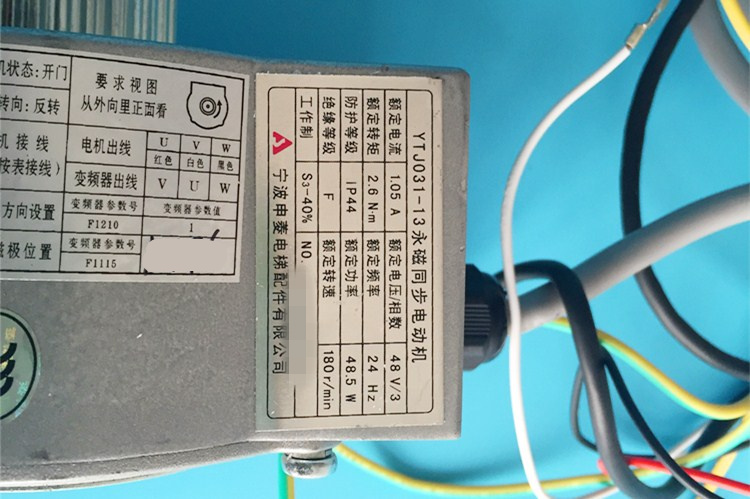 机状态:开门
要求视图
从外向里正面看
转向:反转
机接线
按表接线)
电机出线
U V W
红色 白色 黑色
变频器出线
V U W
方向设置
变频器参数号
变频器参数值
F1210
1
磁极位置
变频器参数号
F1115
YTJ031-13永磁同步电动机
额定电流 1.05 A 额定电压/相数 48 V/3
额定转矩 2.6 N·m 额定频率 24 Hz
防护等级 IP44 额定功率 48.5 W
绝缘等级 F 额定转速 180 r/min
工作制 S3-40% NO.
宁波申菱电梯配件有限公司